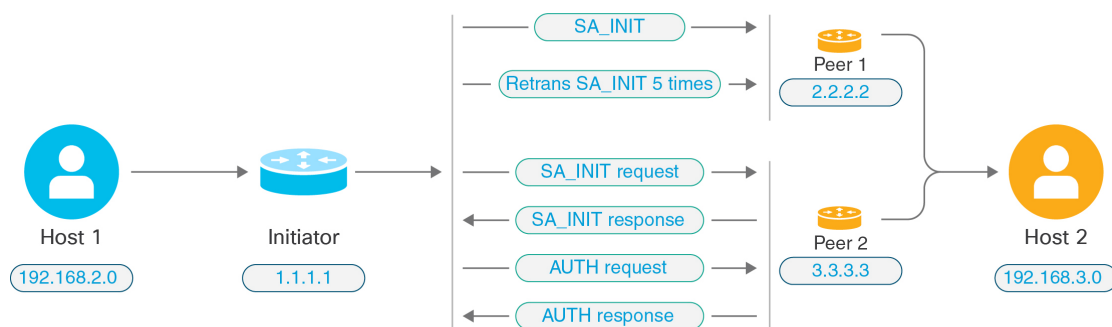 SA_INIT
Retrans SA_INIT 5 times
Peer 1
2.2.2.2
Host 1
192.168.2.0
Initiator
1.1.1.1
SA_INIT request
SA_INIT response
AUTH request
AUTH response
Peer 2
3.3.3.3
Host 2
192.168.3.0